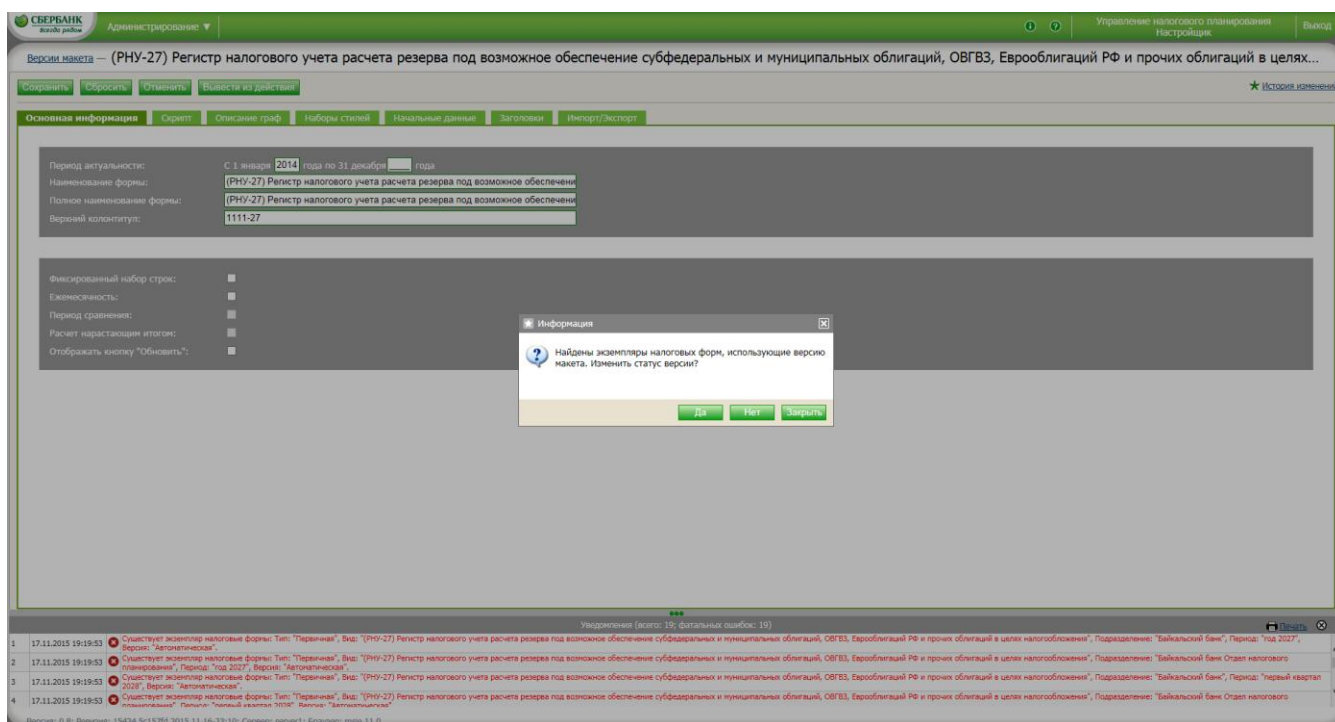 СБЕРБАНК
Всегда рядом
Администрирование ▼
Управление налогового планирования
Настройщик
Выход
Версии макета — (РНУ-27) Регистр налогового учета расчета резерва под возможное обеспечение субфедеральных и муниципальных облигаций, ОВГВЗ, Еврооблигаций РФ и прочих облигаций в целях...
Сохранить Сбросить Отменить Вывести из действия
История изменений
Основная информация Скрипт Описание граф Наборы стилей Начальные данные Заголовки Импорт/Экспорт
Период актуальности: С 1 января 2014 года по 31 декабря года
Наименование формы: (РНУ-27) Регистр налогового учета расчета резерва под возможное обеспечени
Полное наименование формы: (РНУ-27) Регистр налогового учета расчета резерва под возможное обеспечени
Верхний колонтитул: 1111-27
Фиксированный набор строк:
Ежемесячность:
Период сравнения:
Расчет нарастающим итогом:
Отображать кнопку "Обновить":
Информация
Найдены экземпляры налоговых форм, использующие версию
макета. Изменить статус версии?
Да Нет Закрыть
Уведомления (всего: 19; фатальных ошибок: 19)
Печать
1 17.11.2015 19:19:53 Существует экземпляр налоговые формы: Тип: "Первичная", Вид: "(РНУ-27) Регистр налогового учета расчета резерва под возможное обеспечение субфедеральных и муниципальных облигаций, ОВГВЗ, Еврооблигаций РФ и прочих облигаций в целях налогообложения", Подразделение: "Байкальский банк", Период: "год 2027",
Версия: "Автоматическая".
2 17.11.2015 19:19:53 Существует экземпляр налоговые формы: Тип: "Первичная", Вид: "(РНУ-27) Регистр налогового учета расчета резерва под возможное обеспечение субфедеральных и муниципальных облигаций, ОВГВЗ, Еврооблигаций РФ и прочих облигаций в целях налогообложения", Подразделение: "Байкальский банк Отдел налогового
планирования", Период: "год 2027", Версия: "Автоматическая".
3 17.11.2015 19:19:53 Существует экземпляр налоговые формы: Тип: "Первичная", Вид: "(РНУ-27) Регистр налогового учета расчета резерва под возможное обеспечение субфедеральных и муниципальных облигаций, ОВГВЗ, Еврооблигаций РФ и прочих облигаций в целях налогообложения", Подразделение: "Байкальский банк", Период: "первый квартал
2028", Версия: "Автоматическая".
4 17.11.2015 19:19:53 Существует экземпляр налоговые формы: Тип: "Первичная", Вид: "(РНУ-27) Регистр налогового учета расчета резерва под возможное обеспечение субфедеральных и муниципальных облигаций, ОВГВЗ, Еврооблигаций РФ и прочих облигаций в целях налогообложения", Подразделение: "Байкальский банк Отдел налогового
планирования", Период: "первый квартал 2028", Версия: "Автоматическая".